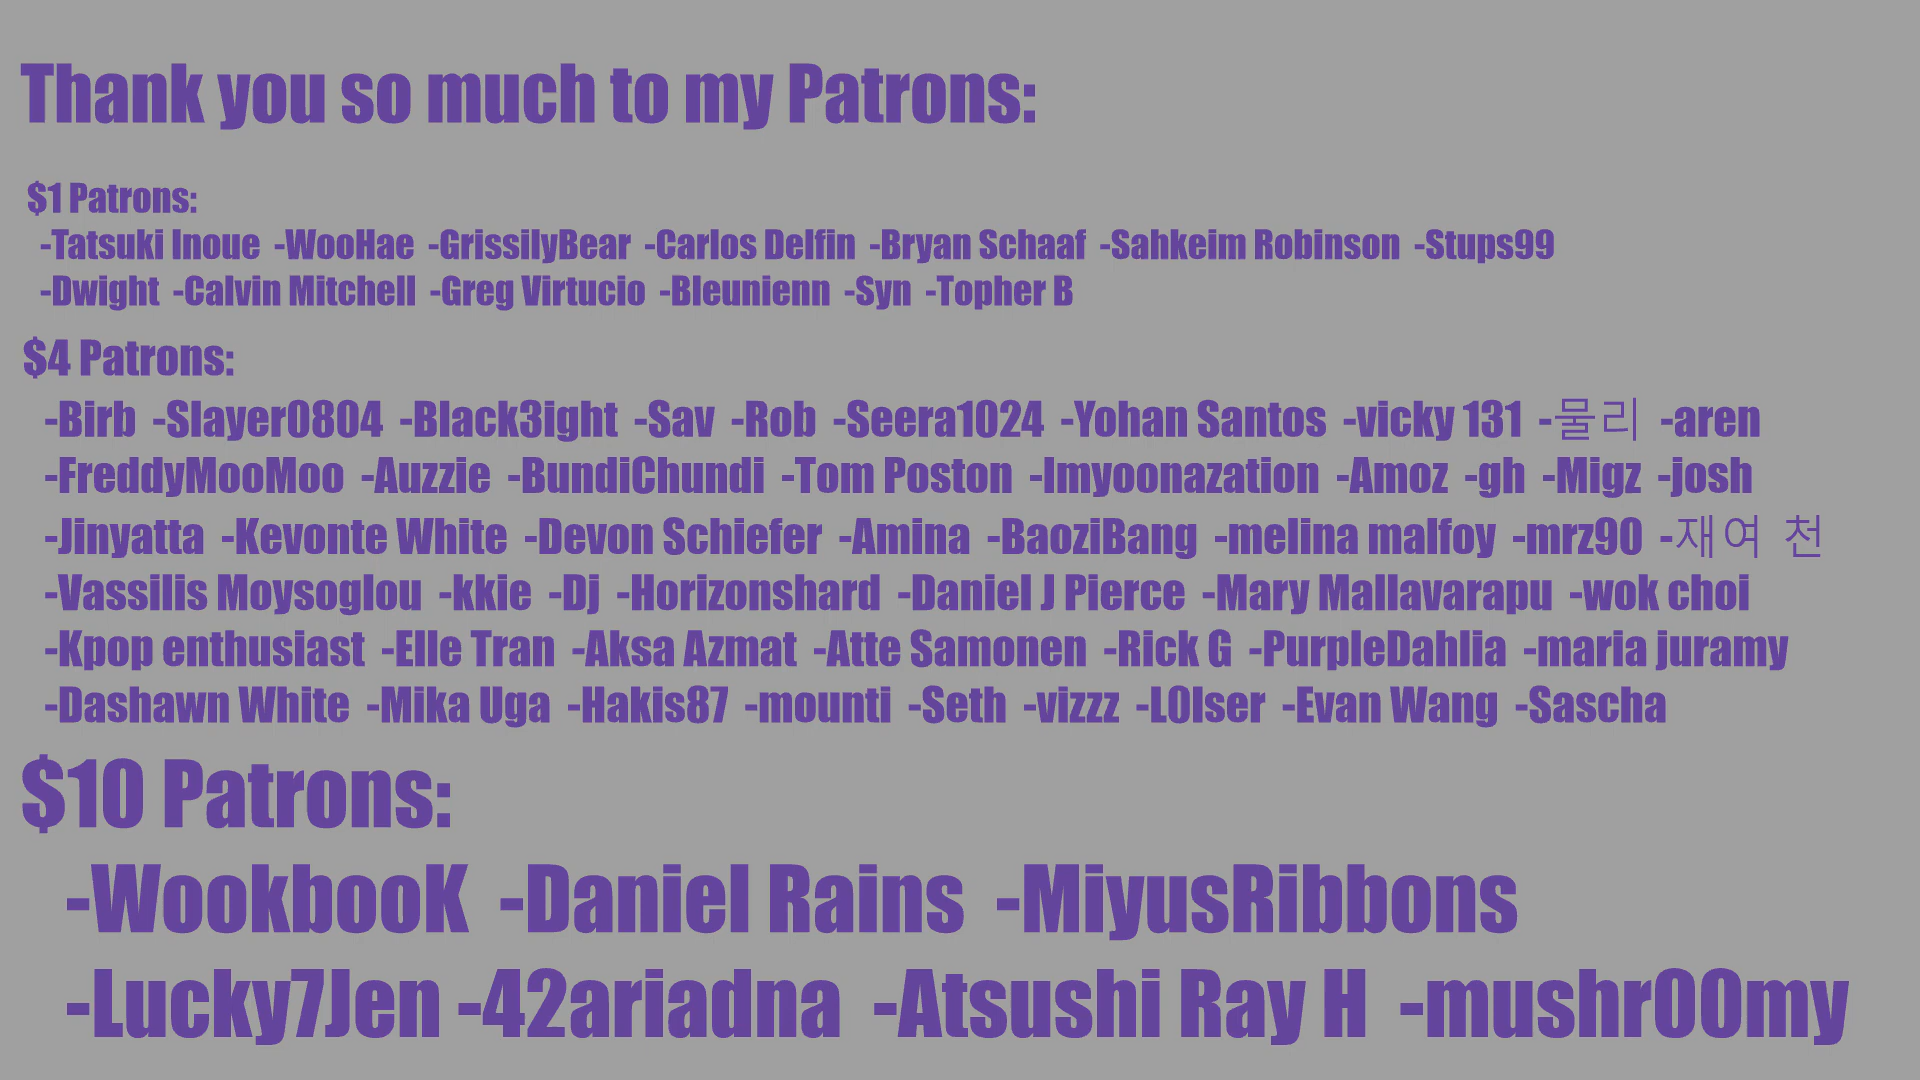 Thank you so much to my Patrons:
$1 Patrons:
-Tatsuki Inoue -WooHae -GrissilyBear -Carlos Delfin -Bryan Schaaf -Sahkeim Robinson -Stups99
-Dwight -Calvin Mitchell -Greg Virtucio -Bleunienn -Syn -Topher B
$4 Patrons:
-Birb -Slayer0804 -Black3ight -Sav -Rob -Seera1024 -Yohan Santos -vicky 131 -물리 -aren
-FreddyMooMoo -Auzzie -BundiChundi -Tom Poston -Imyoonazation -Amoz -gh -Migz -josh
-Jinyatta -Kevonte White -Devon Schiefer -Amina -BaoziBang -melina malfoy -mrz90 -재여 천
-Vassilis Moysoglou -kkie -Dj -Horizonshard -Daniel J Pierce -Mary Mallavarapu -wok choi
-Kpop enthusiast -Elle Tran -Aksa Azmat -Atte Samonen -Rick G -PurpleDahlia -maria juramy
-Dashawn White -Mika Uga -Hakis87 -mounti -Seth -vizzz -L0lser -Evan Wang -Sascha
$10 Patrons:
-WookbooK -Daniel Rains -MiyusRibbons
-Lucky7Jen -42ariadna -Atsushi Ray H -mushr00my